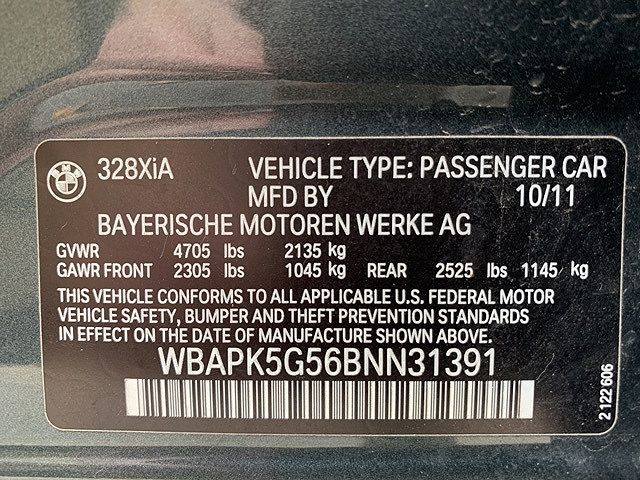 BMW
328XiA VEHICLE TYPE: PASSENGER CAR
MFD BY 10/11
BAYERISCHE MOTOREN WERKE AG
GVWR 4705 lbs 2135 kg
GAWR FRONT 2305 lbs 1045 kg REAR 2525 lbs 1145 kg
THIS VEHICLE CONFORMS TO ALL APPLICABLE U.S. FEDERAL MOTOR
VEHICLE SAFETY, BUMPER AND THEFT PREVENTION STANDARDS
IN EFFECT ON THE DATE OF MANUFACTURE SHOWN ABOVE.
WBAPK5G56BNN31391
2 122 606